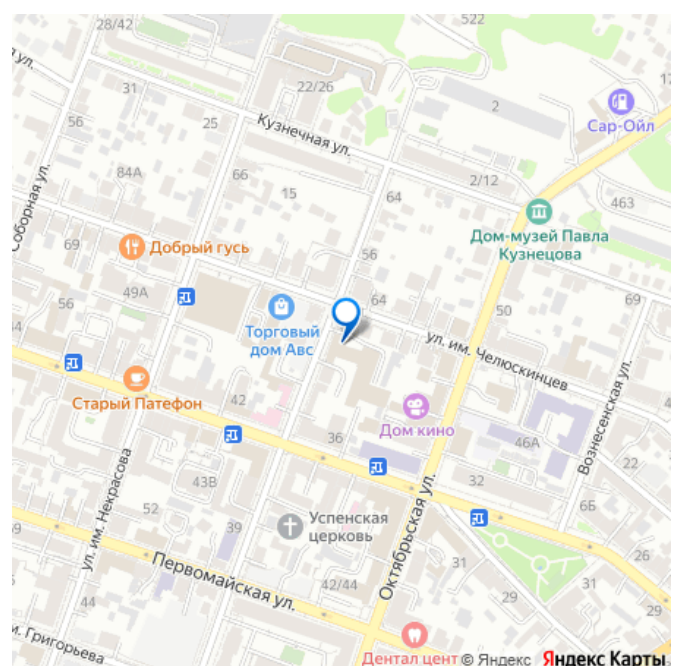 28/42
522
22/26
31
25
56
Кузнечная ул.
2
Сар-Ойл
2/12
84А
66
15
64
463
Соборная ул.
Дом-музей Павла
Кузнецова
69
Добрый гусь
56
49А
56
64
50
69
Торговый
дом Авс
ул. им. Челюскинцев
Старый Патефон
42
36
Дом кино
46А
Вознесенская ул.
22
43В
32
6Б
ул. им. Некрасова
52
39
Успенская
церковь
Октябрьская ул.
31
26
31
29
29
Первомайская ул.
42/44
44
и. Григорьева
Дентал цент © Яндекс Яндекс Карты